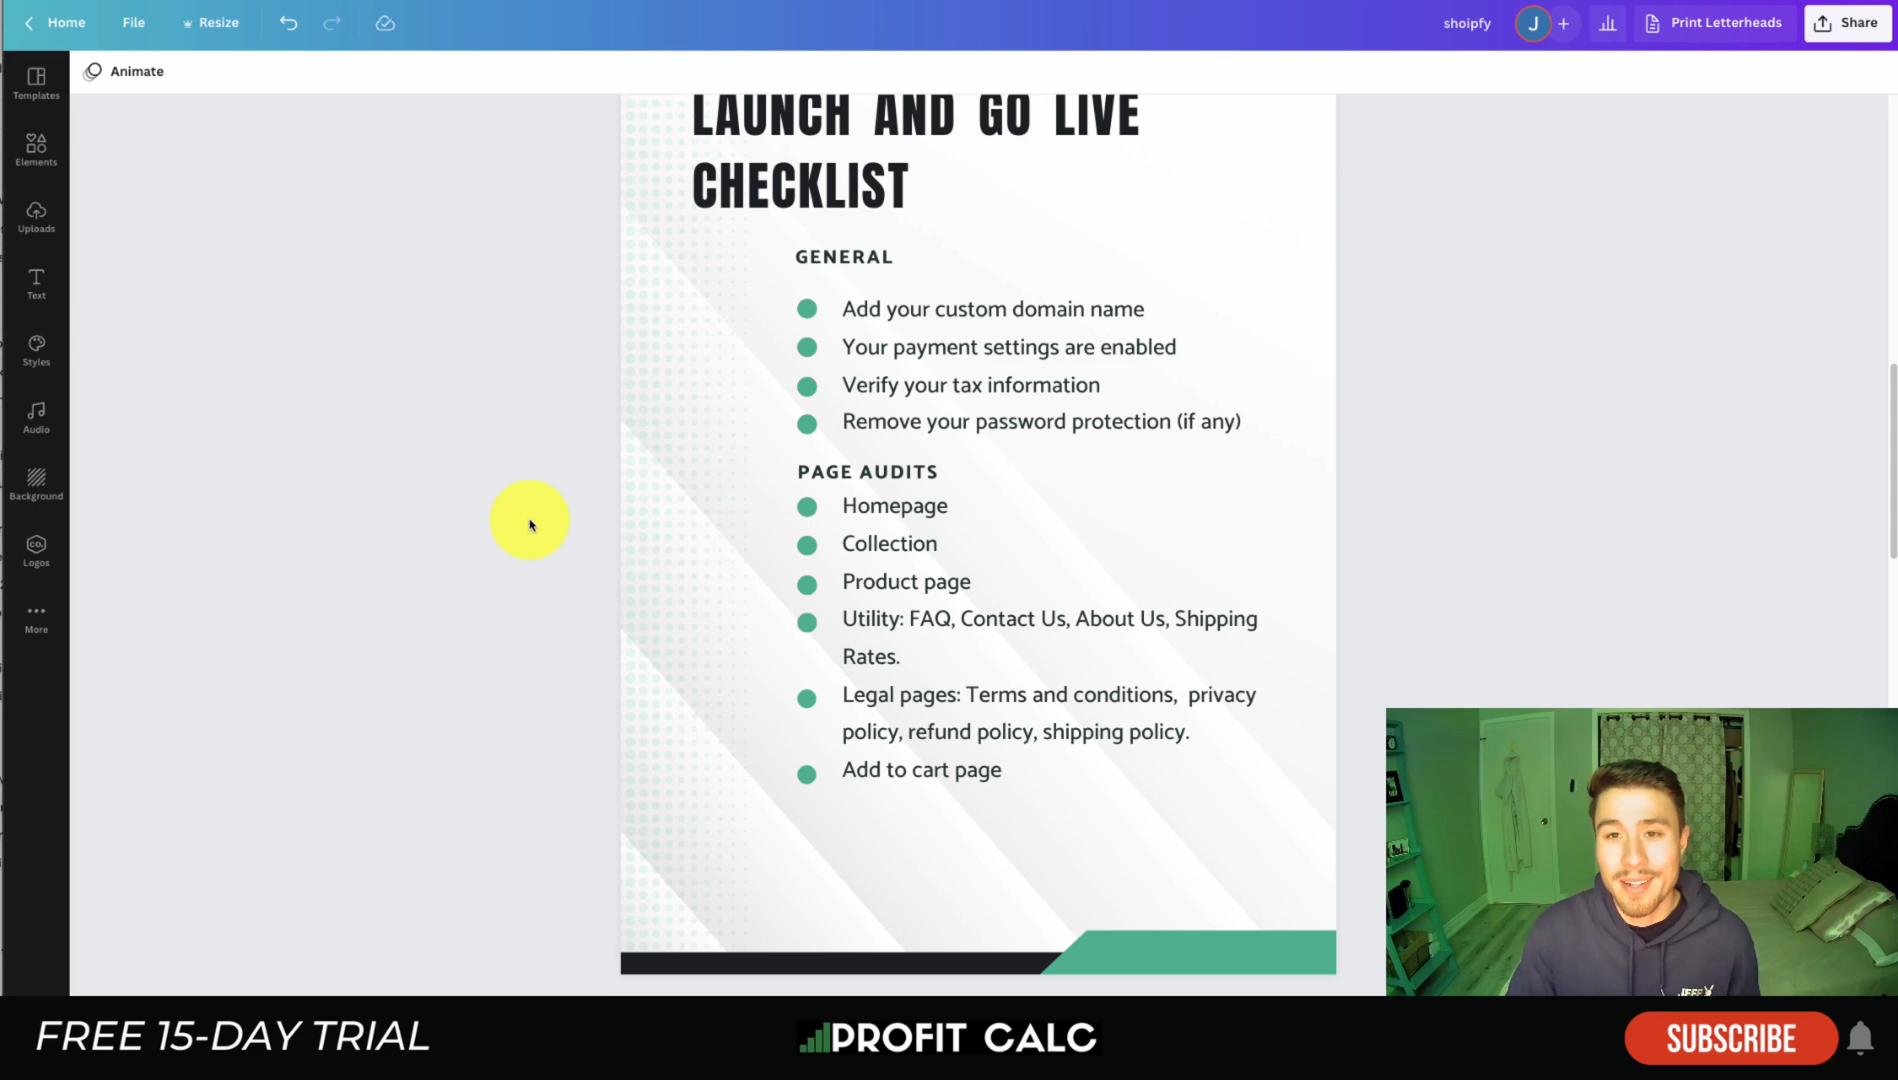 Home File Resize shoipfy J + Print Letterheads Share
Animate
Templates
Elements
Uploads
Text
Styles
Audio
Background
CO.
Logos
More
LAUNCH AND GO LIVE
CHECKLIST
GENERAL
Add your custom domain name
Your payment settings are enabled
Verify your tax information
Remove your password protection (if any)
PAGE AUDITS
Homepage
Collection
Product page
Utility: FAQ, Contact Us, About Us, Shipping
Rates.
Legal pages: Terms and conditions, privacy
policy, refund policy, shipping policy.
Add to cart page
FREE 15-DAY TRIAL
PROFIT CALC
SUBSCRIBE